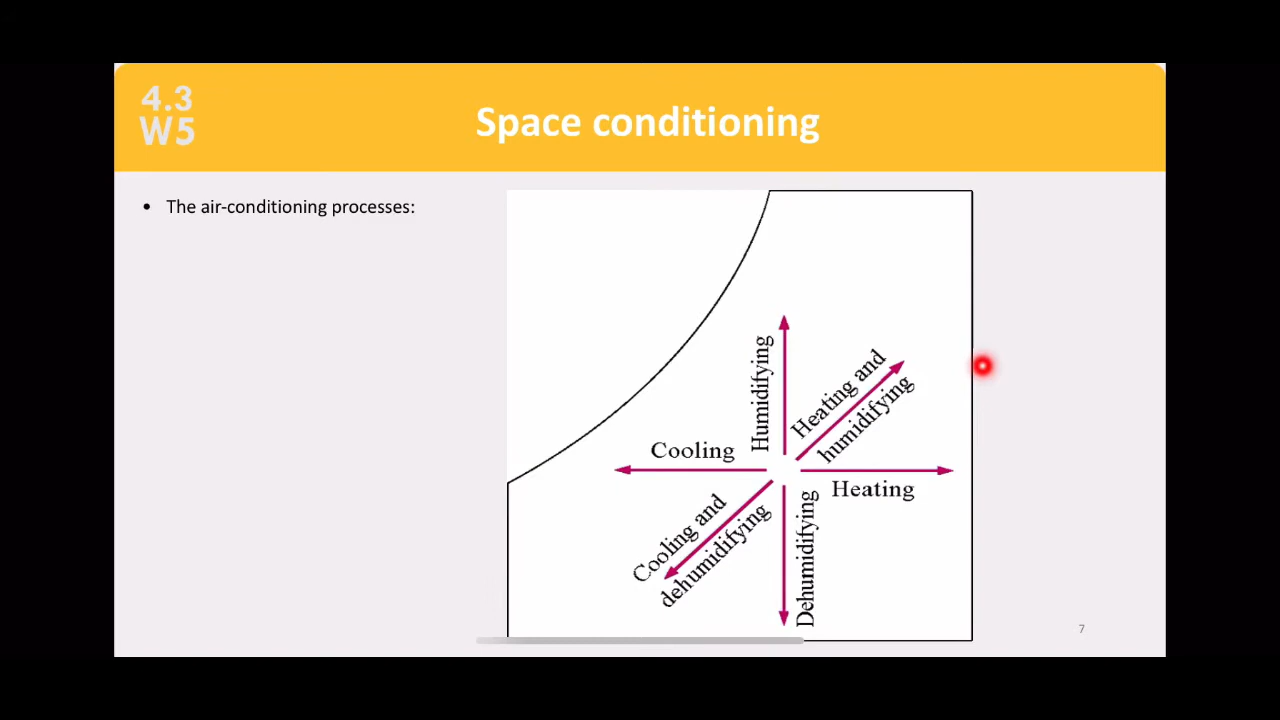 4.3
W5
Space conditioning
• The air-conditioning processes:
Humidifying
Heating and
humidifying
Cooling
Heating
Cooling and
dehumidifying
Dehumidifying
7